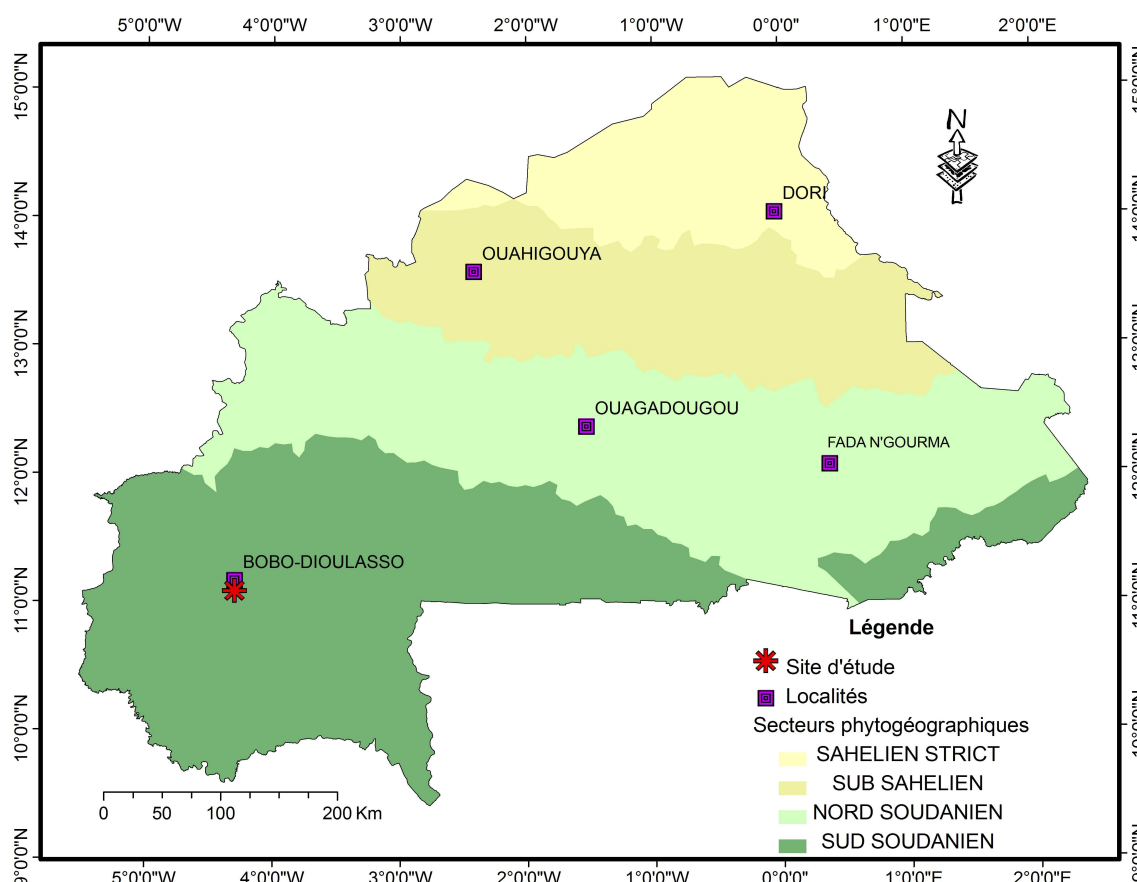 5°0'0"W 4°0'0"W 3°0'0"W 2°0'0"W 1°0'0"W 0°0'0" 1°0'0"E 2°0'0"E
15°0'0"N
14°0'0"N
13°0'0"N
12°0'0"N
11°0'0"N
10°0'0"N
9°0'0"N
N
DORI
OUAHIGOUYA
OUAGADOUGOU
FADA N'GOURMA
BOBO-DIOULASSO
Légende
Site d'étude
Localités
Secteurs phytogéographiques
SAHELIEN STRICT
SUB SAHELIEN
NORD SOUDANIEN
SUD SOUDANIEN
0 50 100 200 Km
5°0'0"W 4°0'0"W 3°0'0"W 2°0'0"W 1°0'0"W 0°0'0" 1°0'0"E 2°0'0"E